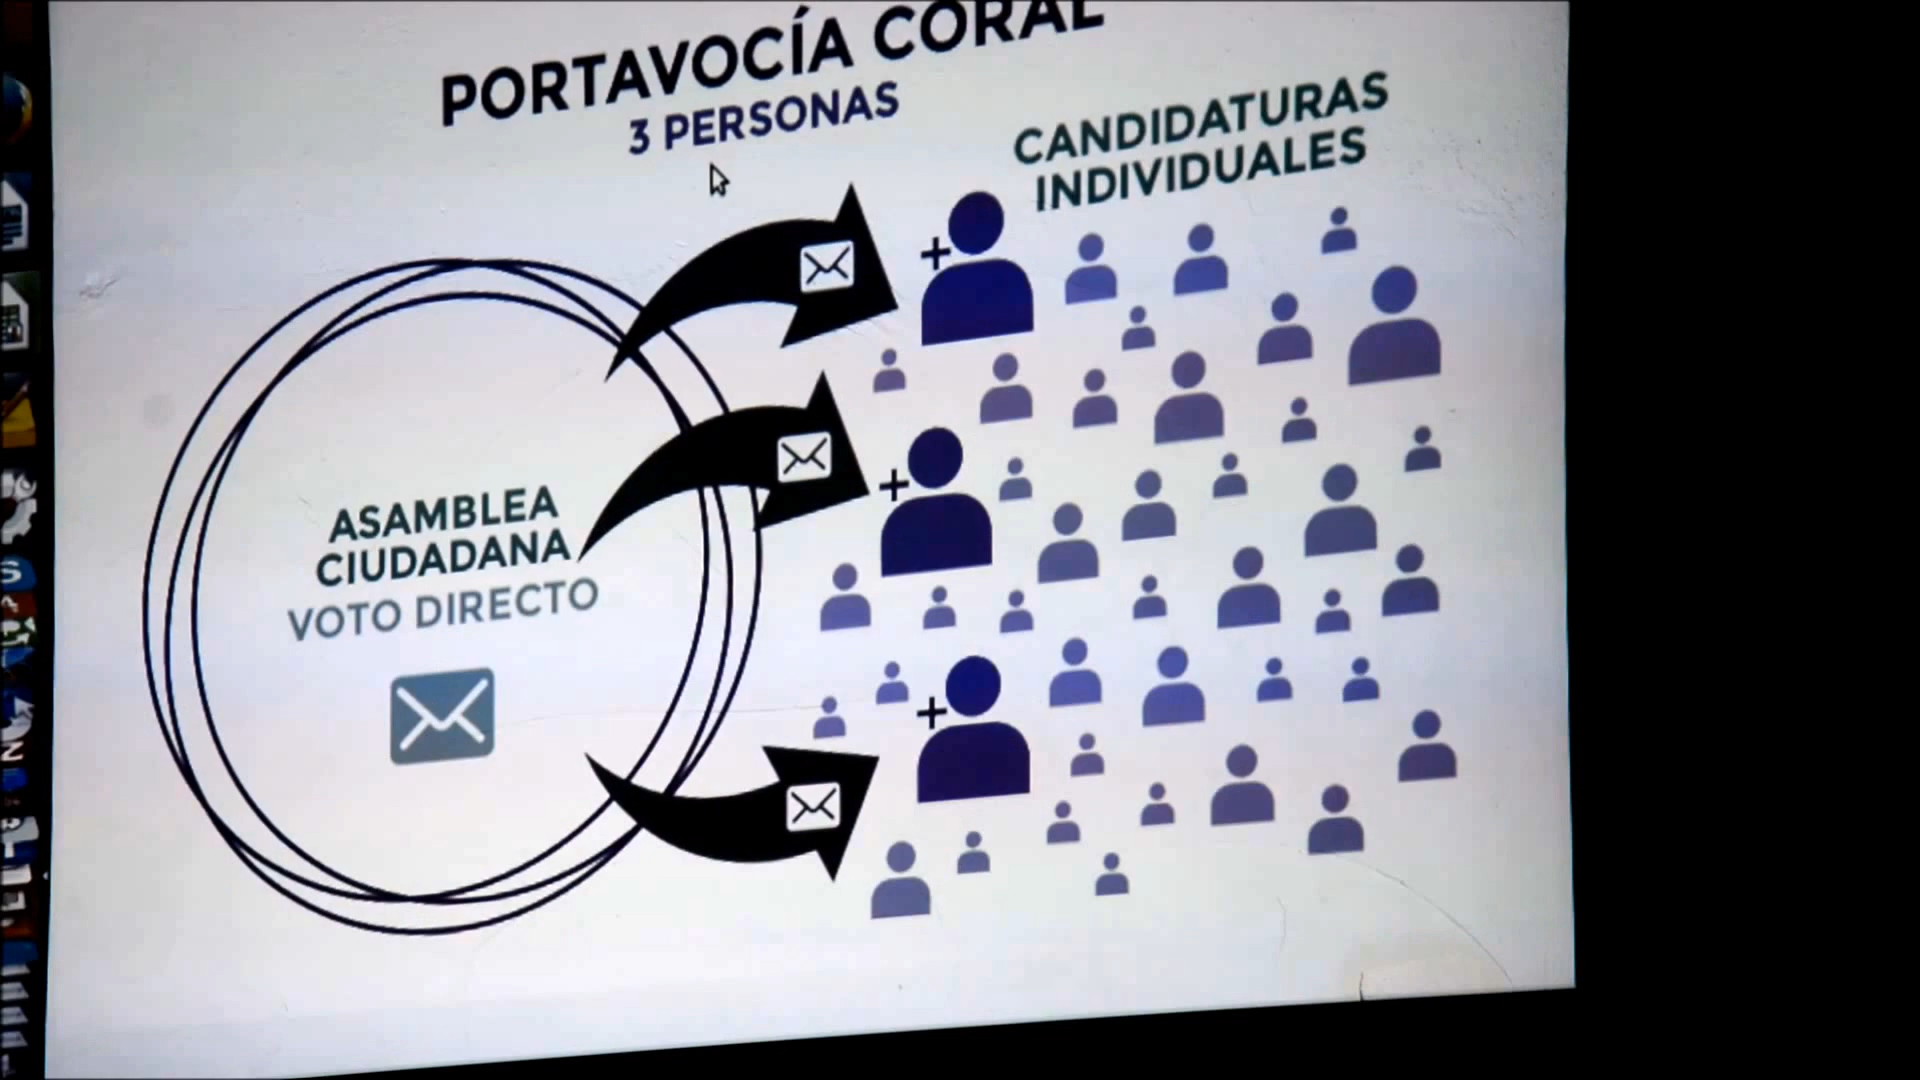 PORTAVOCÍA CORAL
3 PERSONAS
CANDIDATURAS
INDIVIDUALES
ASAMBLEA
CIUDADANA
VOTO DIRECTO